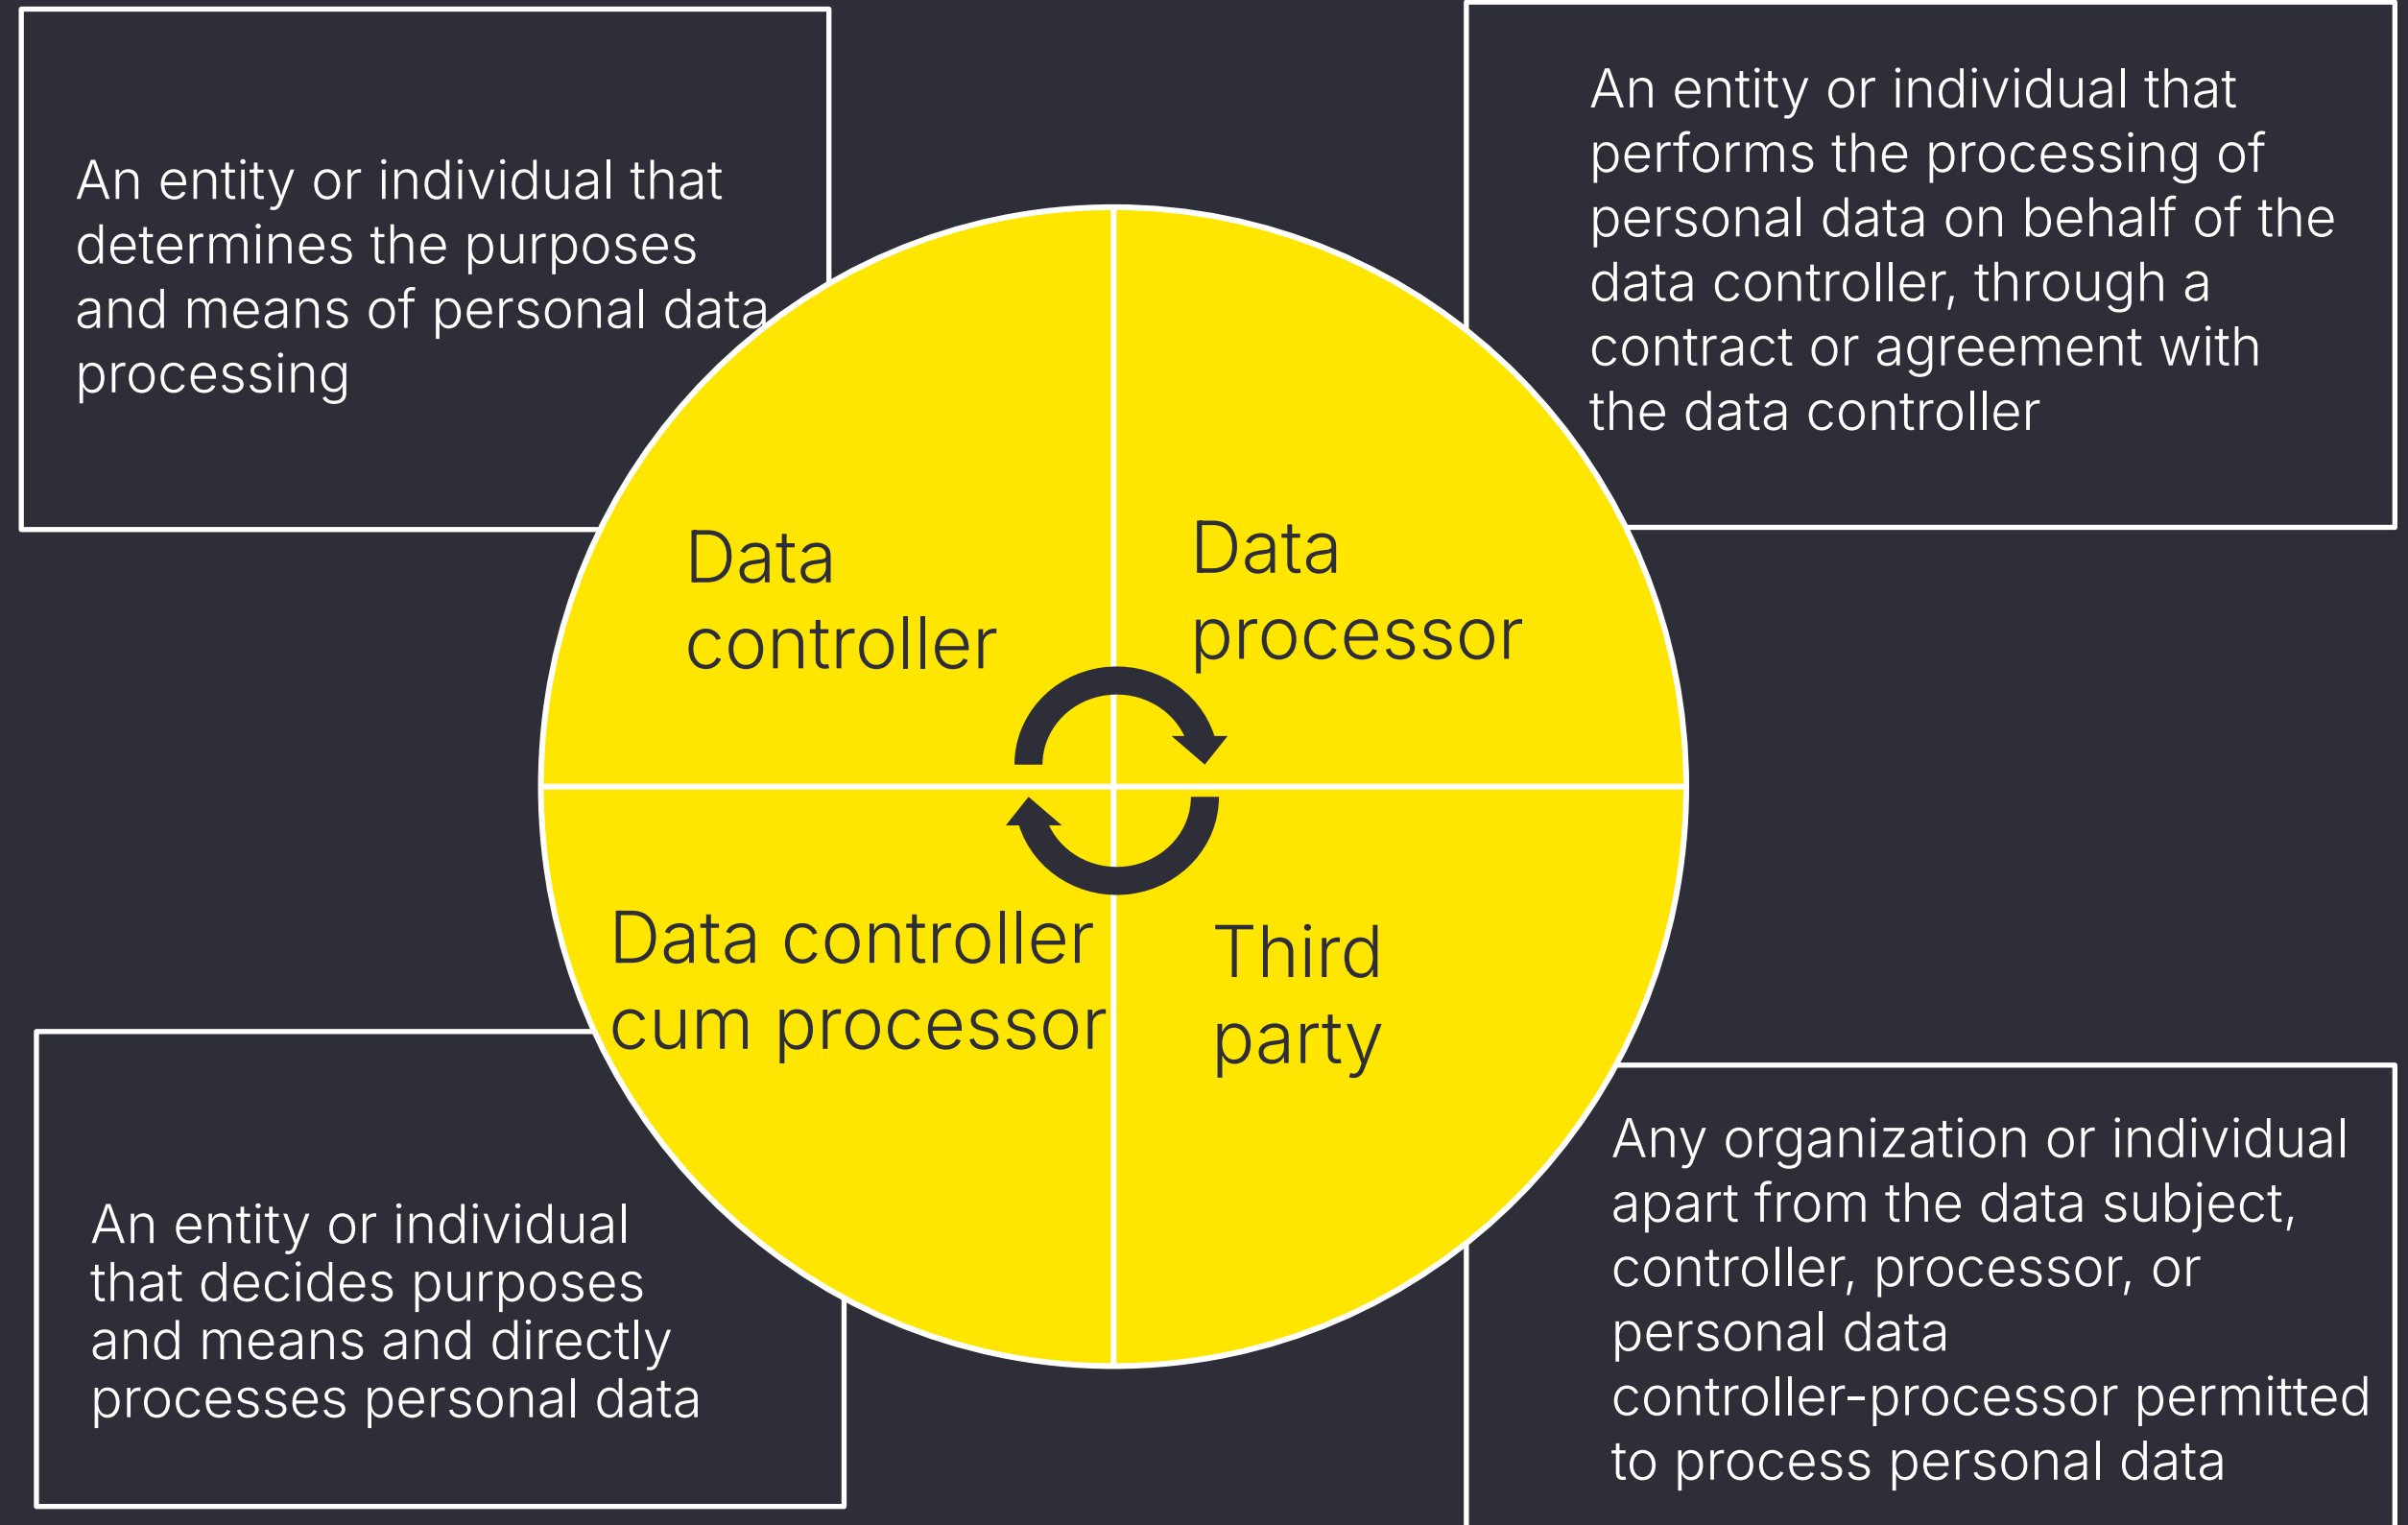 An entity or individual that
determines the purposes
and means of personal data
processing
An entity or individual that
performs the processing of
personal data on behalf of the
data controller, through a
contract or agreement with
the data controller
Data
controller
Data
processor
Data controller
cum processor
Third
party
An entity or individual
that decides purposes
and means and directly
processes personal data
Any organization or individual
apart from the data subject,
controller, processor, or
personal data
controller-processor permitted
to process personal data